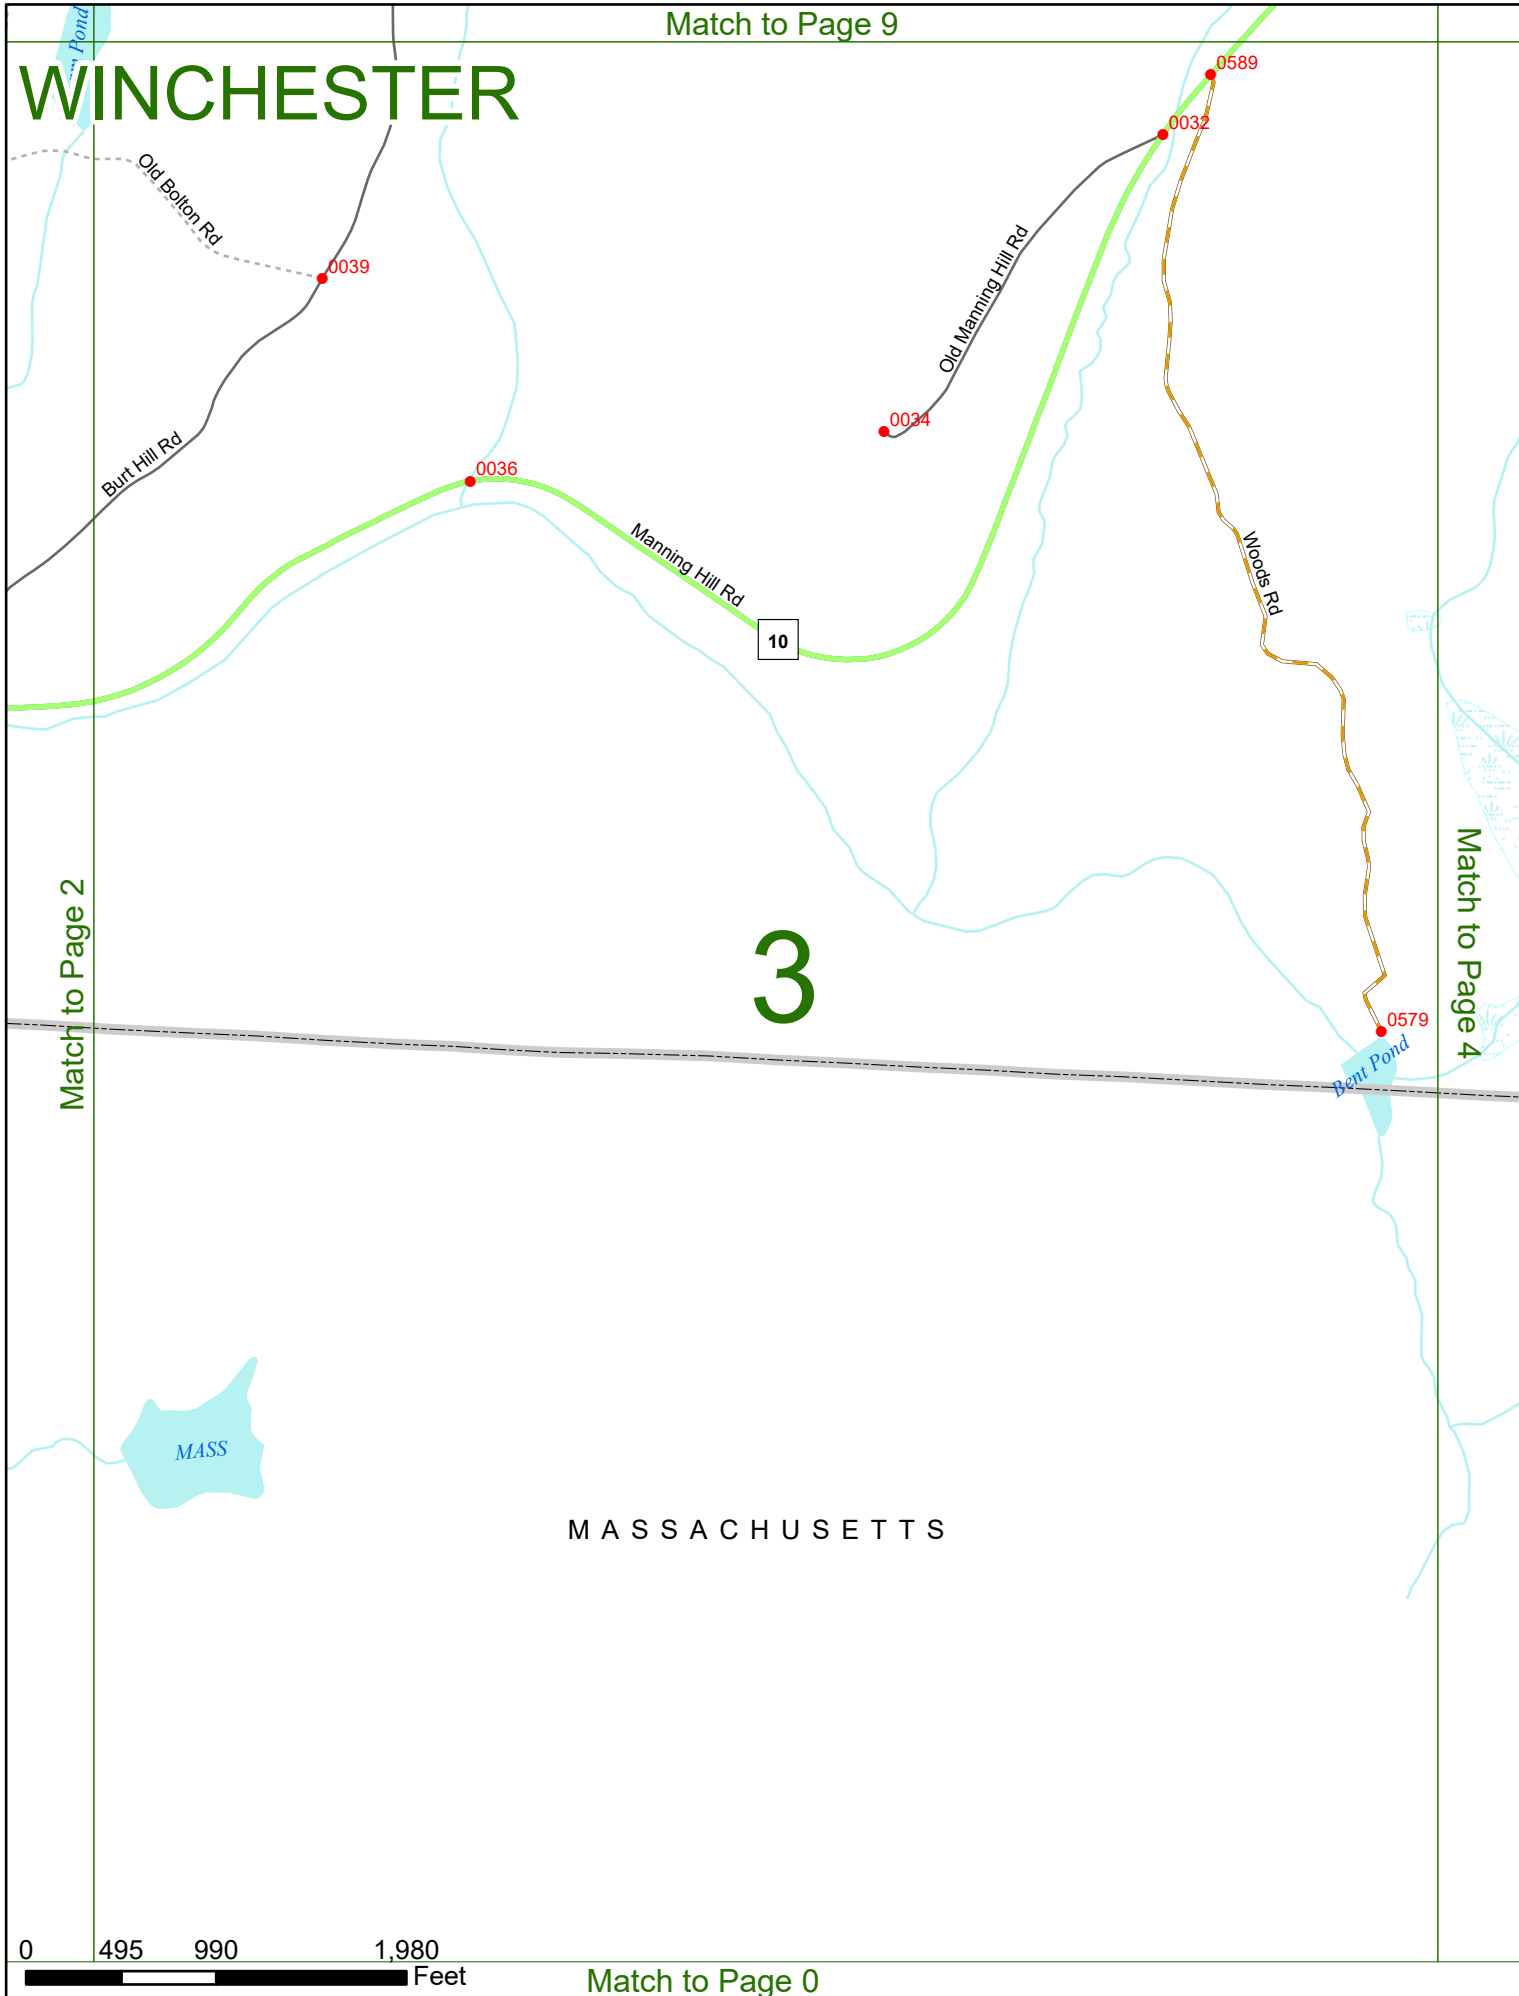 Match to Page 9
Pond
WINCHESTER
0589
0032
Old Bolton Rd
0039
Old Manning Hill Rd
0034
Burt Hill Rd
0036
Manning Hill Rd
Woods Rd
10
Match to Page 2
Match to Page 4
3
0579
Bent Pond
MASS
MASSACHUSETTS
0 495 990 1,980
Feet
Match to Page 0